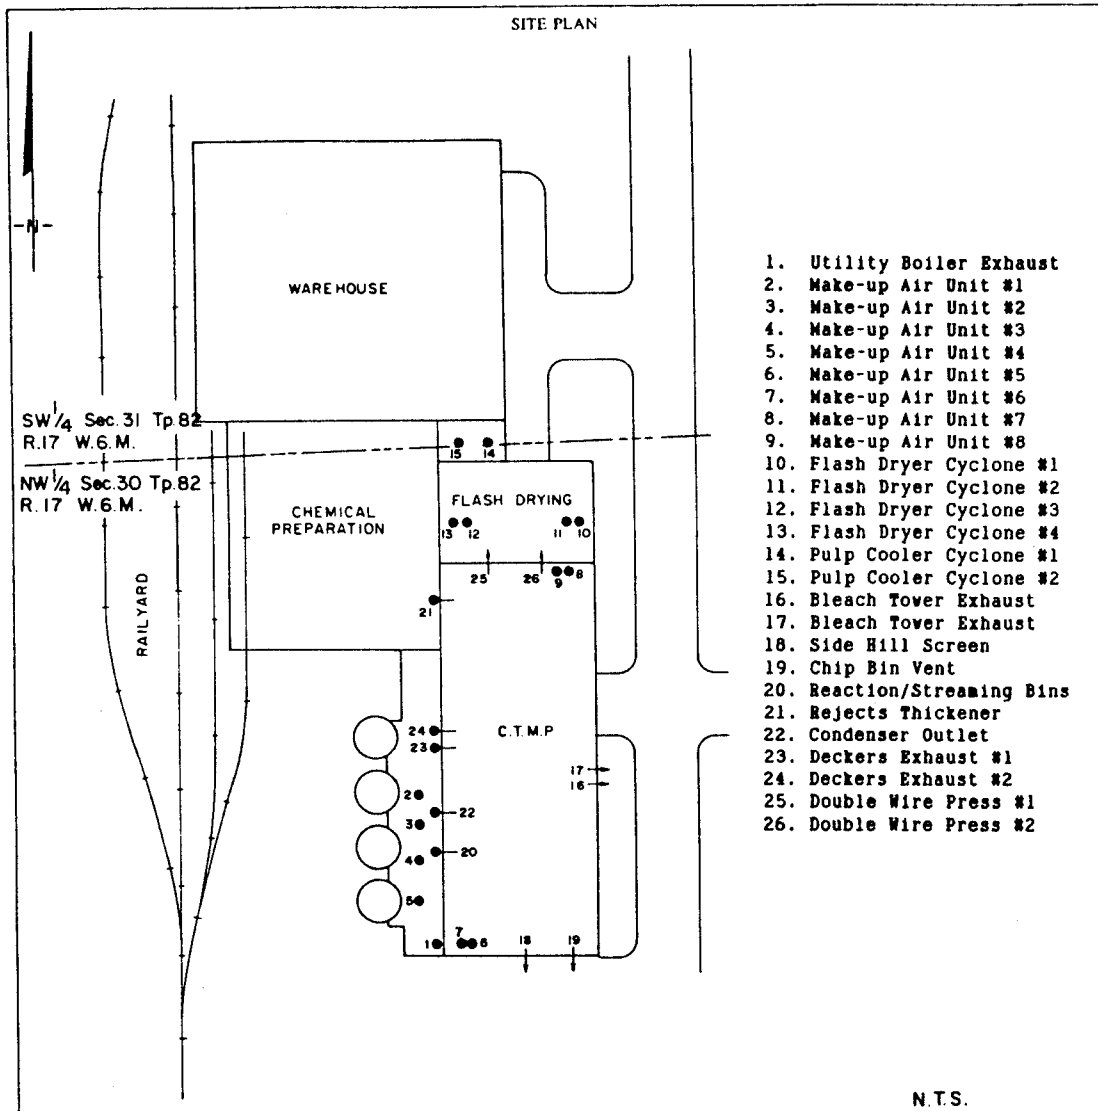 SITE PLAN
-N-
WAREHOUSE
SW 1/4 Sec. 31 Tp. 82
R.17 W.6.M.
NW 1/4 Sec. 30 Tp. 82
R. 17 W.6.M.
15 14
FLASH DRYING
CHEMICAL
PREPARATION
13 12 11 10
25 26 9 8
21
RAILYARD
24
23
C.T.M.P
17
16
2
22
3
20
4
5
7
1 6 18 19
1. Utility Boiler Exhaust
2. Make-up Air Unit #1
3. Make-up Air Unit #2
4. Make-up Air Unit #3
5. Make-up Air Unit #4
6. Make-up Air Unit #5
7. Make-up Air Unit #6
8. Make-up Air Unit #7
9. Make-up Air Unit #8
10. Flash Dryer Cyclone #1
11. Flash Dryer Cyclone #2
12. Flash Dryer Cyclone #3
13. Flash Dryer Cyclone #4
14. Pulp Cooler Cyclone #1
15. Pulp Cooler Cyclone #2
16. Bleach Tower Exhaust
17. Bleach Tower Exhaust
18. Side Hill Screen
19. Chip Bin Vent
20. Reaction/Streaming Bins
21. Rejects Thickener
22. Condenser Outlet
23. Deckers Exhaust #1
24. Deckers Exhaust #2
25. Double Wire Press #1
26. Double Wire Press #2
N.T.S.